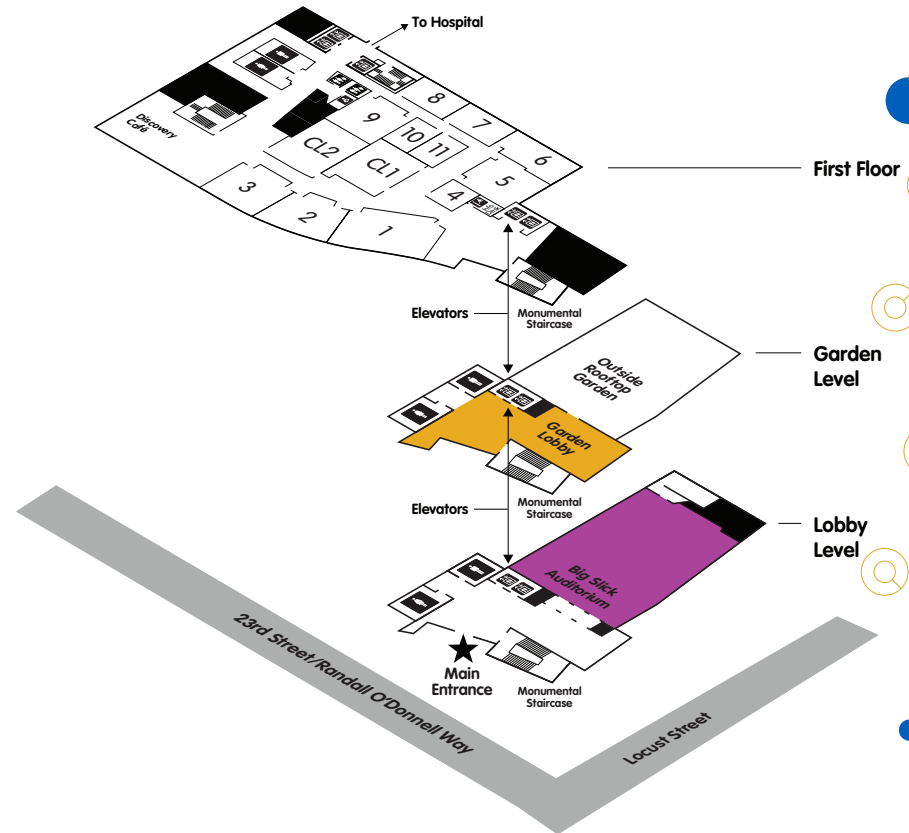 To Hospital
Discovery
Café
8
7
6
9
10
11
5
CL2
CL1
4
3
2
1
First Floor
Elevators
Monumental
Staircase
Outside
Rooftop
Garden
Garden
Level
Garden
Lobby
Elevators
Monumental
Staircase
Lobby
Level
Big Slick
Auditorium
Main
Entrance
Monumental
Staircase
23rd Street/Randall O'Donnell Way
Locust Street